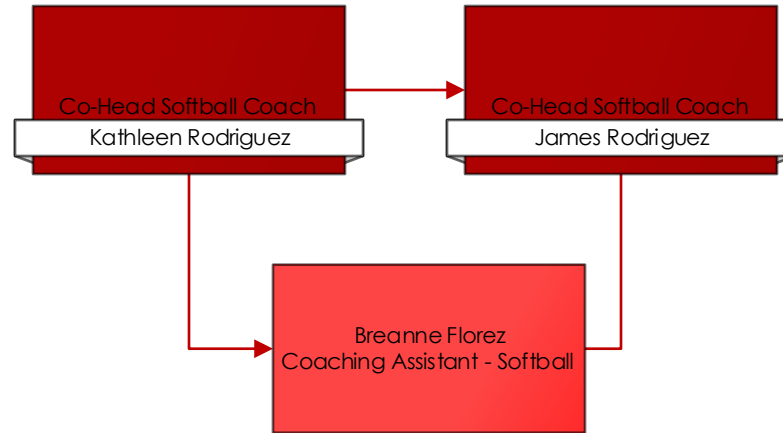 Co-Head Softball Coach
Kathleen Rodriguez
Co-Head Softball Coach
James Rodriguez
Breanne Florez
Coaching Assistant - Softball